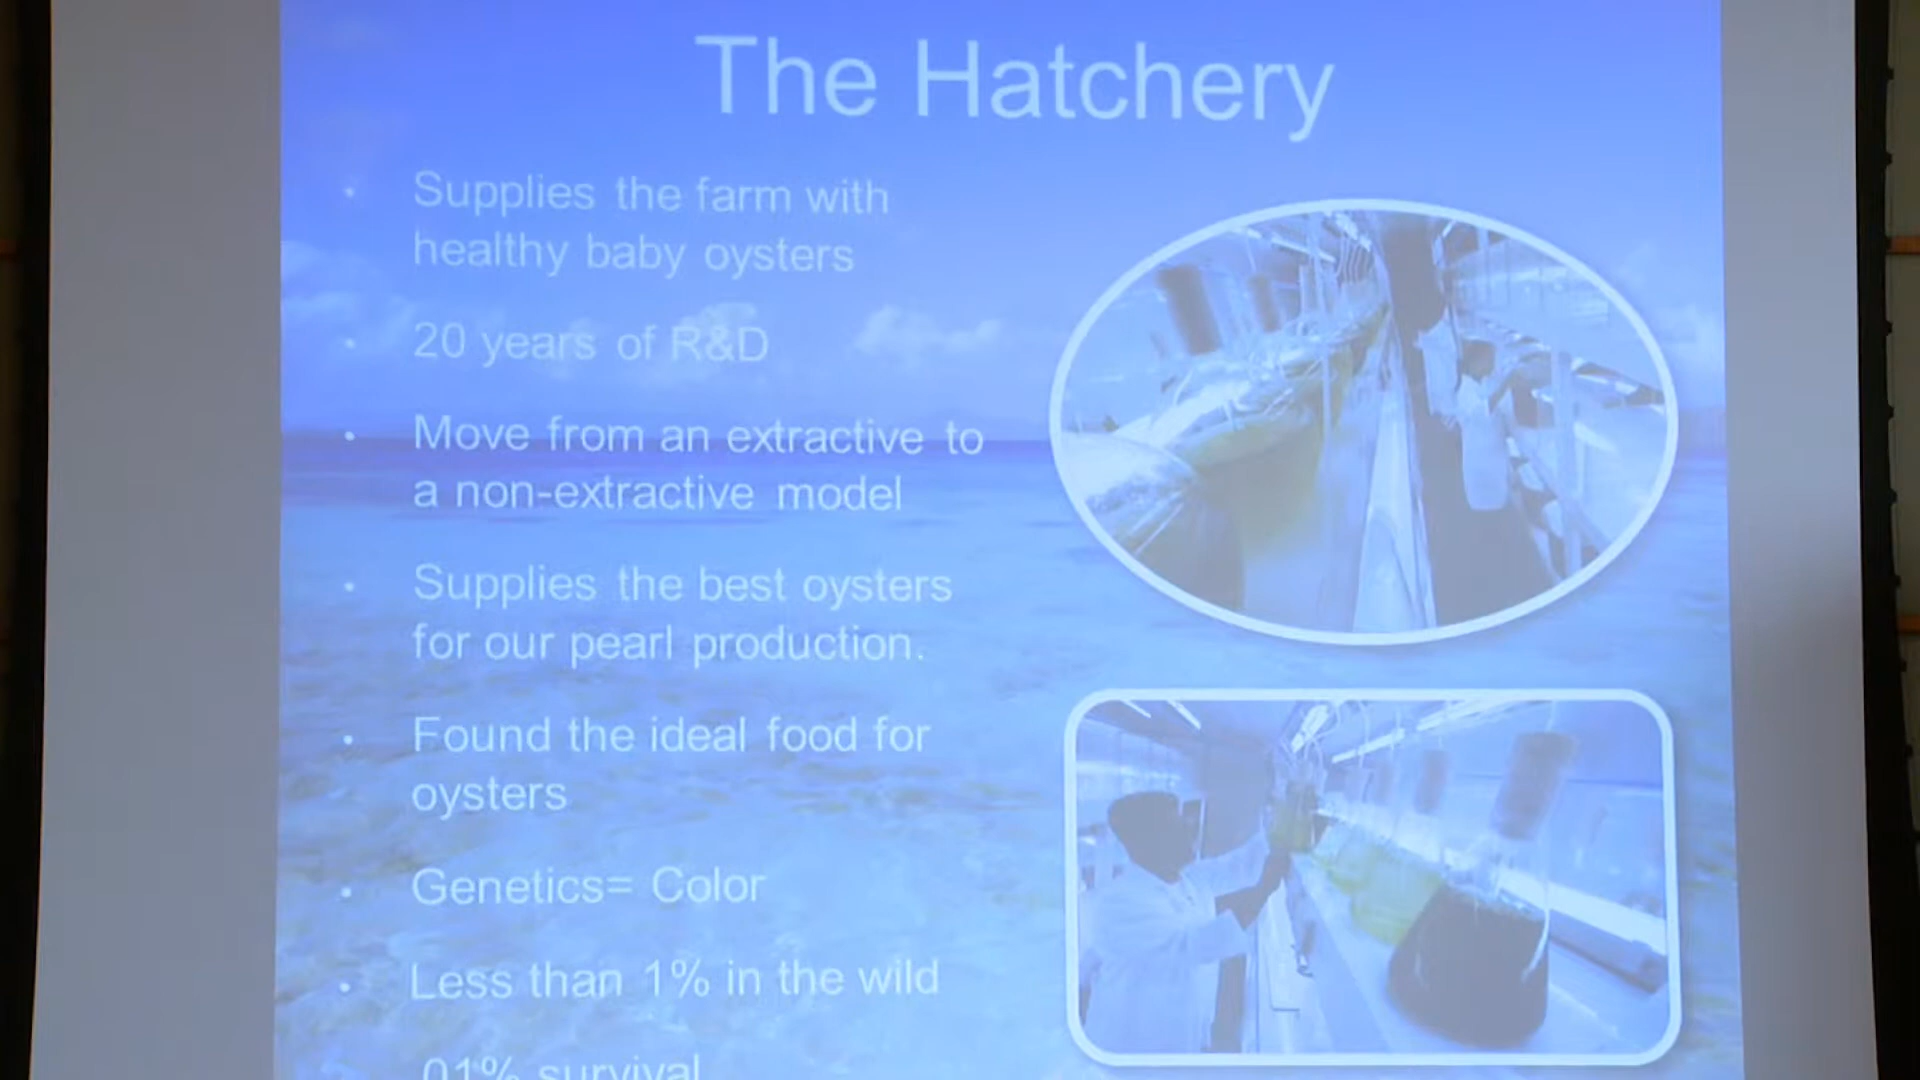 The Hatchery
• Supplies the farm with
healthy baby oysters
• 20 years of R&D
• Move from an extractive to
a non-extractive model
• Supplies the best oysters
for our pearl production.
• Found the ideal food for
oysters
• Genetics= Color
• Less than 1% in the wild
• .01% survival